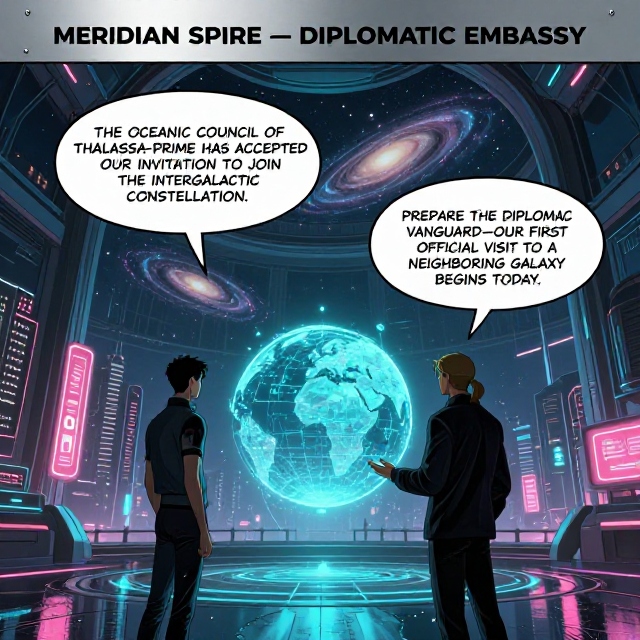 MERIDIAN SPIRE — DIPLOMATIC EMBASSY
THE OCEANIC COUNCIL OF
THALASSA-PRIME HAS ACCEPTED
OUR INVITATION TO JOIN
THE INTERGALACTIC
CONSTELLATION.
PREPARE THE DIPLOMAC
VANGUARD—OUR FIRST
OFFICIAL VISIT TO A
NEIGHBORING GALAXY
BEGINS TODAY.